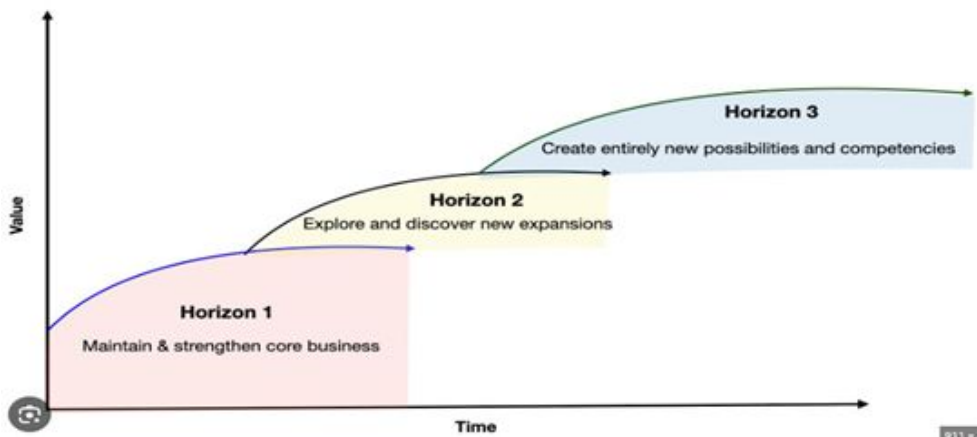 Horizon 3
Create entirely new possibilities and competencies
Horizon 2
Explore and discover new expansions
Value
Horizon 1
Maintain & strengthen core business
Time